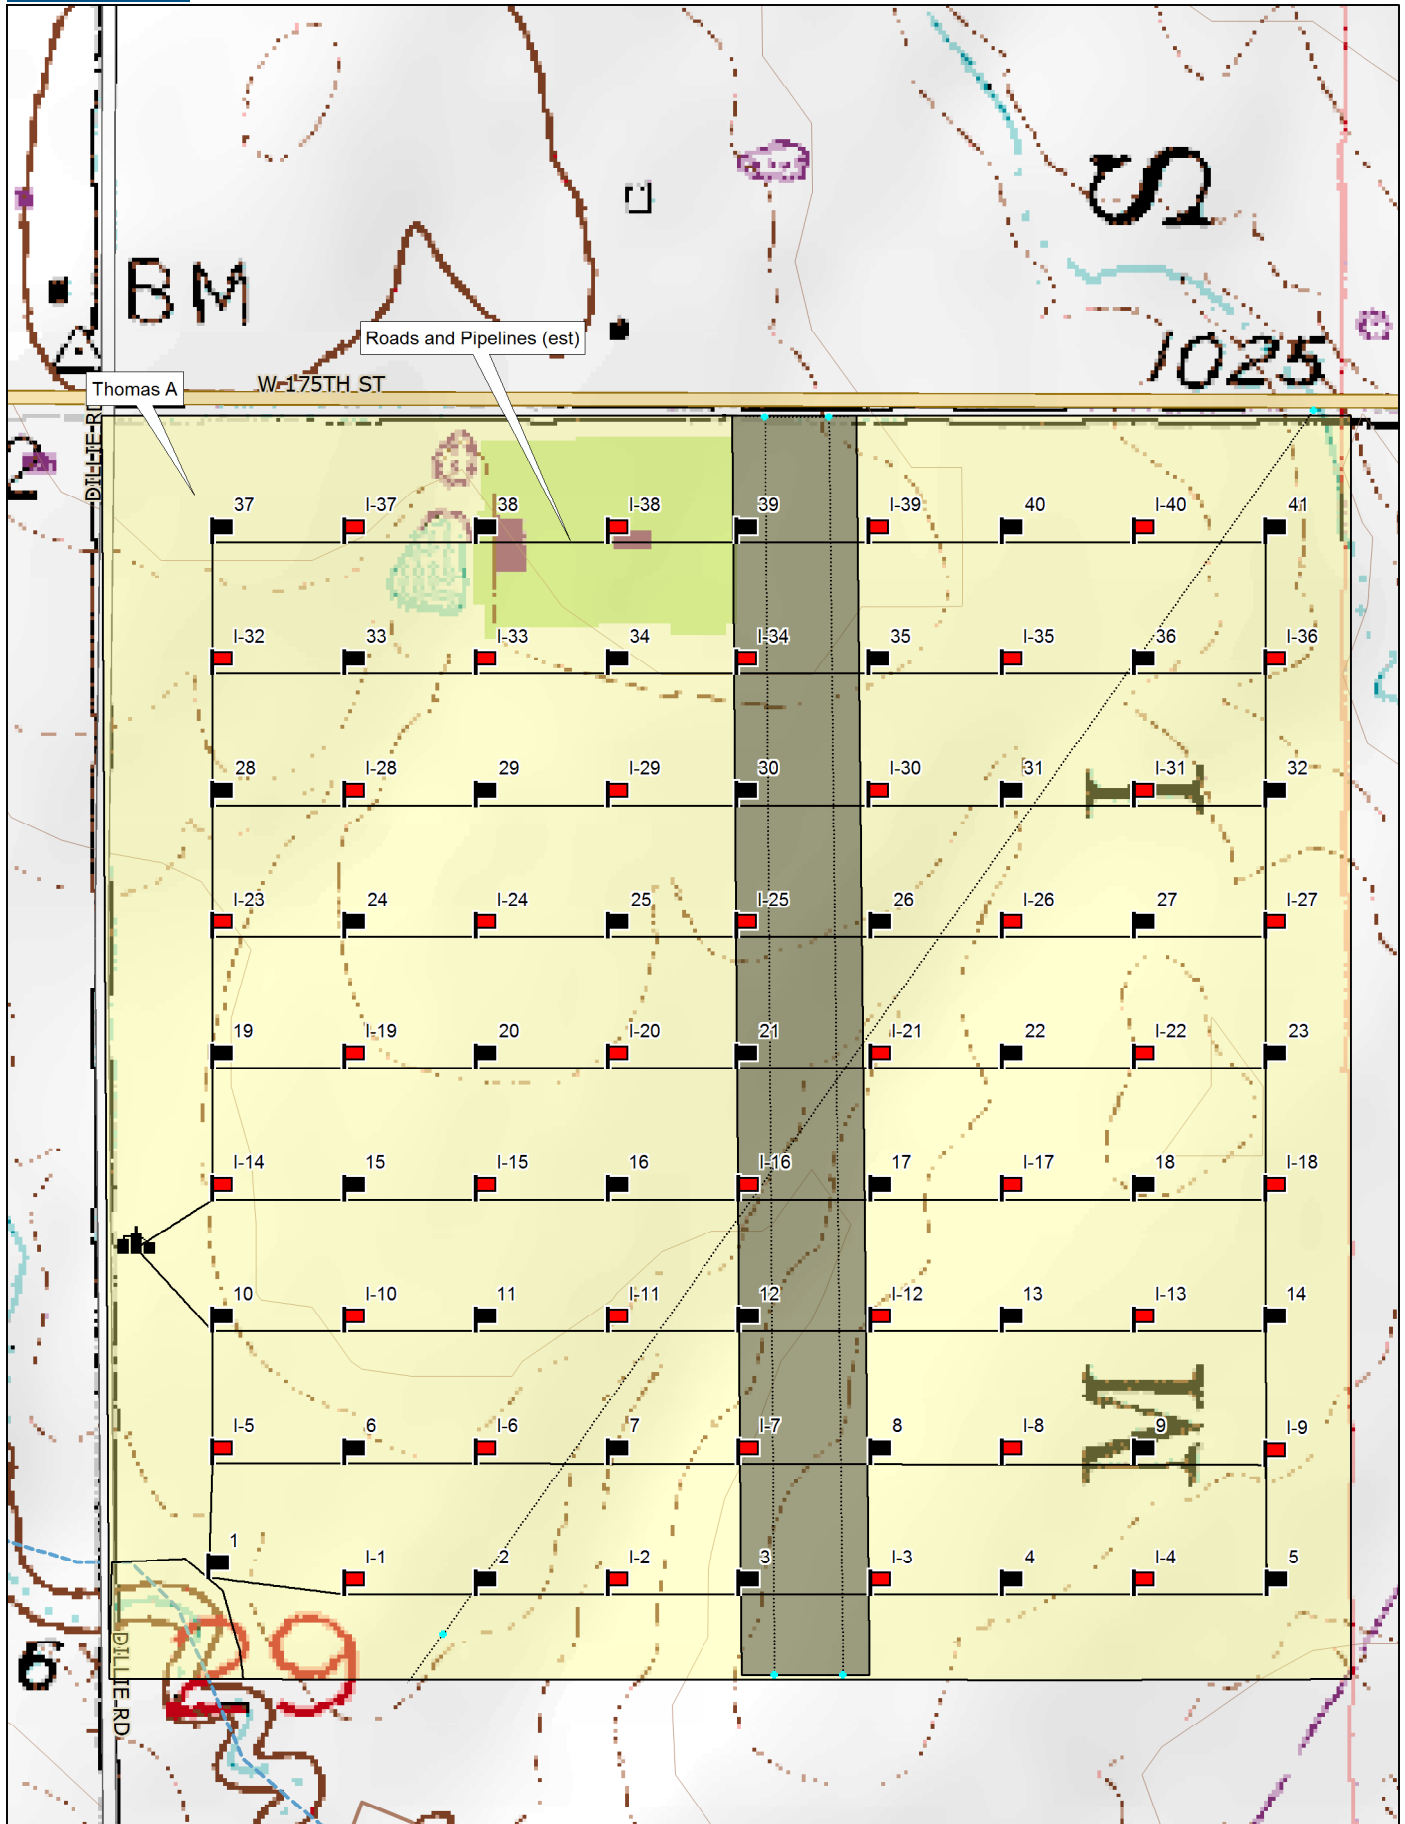 S
BM
1025
Roads and Pipelines (est)
Thomas A
W 175TH ST
DILLIE-RD
2
37 I-37 38 I-38 39 I-39 40 I-40 41
I-32 33 I-33 34 I-34 35 I-35 36 I-36
28 I-28 29 I-29 30 I-30 31 I-31 32
I
I-23 24 I-24 25 I-25 26 I-26 27 I-27
19 I-19 20 I-20 21 I-21 22 I-22 23
I-14 15 I-15 16 I-16 17 I-17 18 I-18
10 I-10 11 I-11 12 I-12 13 I-13 14
M
I-5 6 I-6 7 I-7 8 I-8 9 I-9
1 I-1 2 I-2 3 I-3 4 I-4 5
29
6
DILLIE-RD